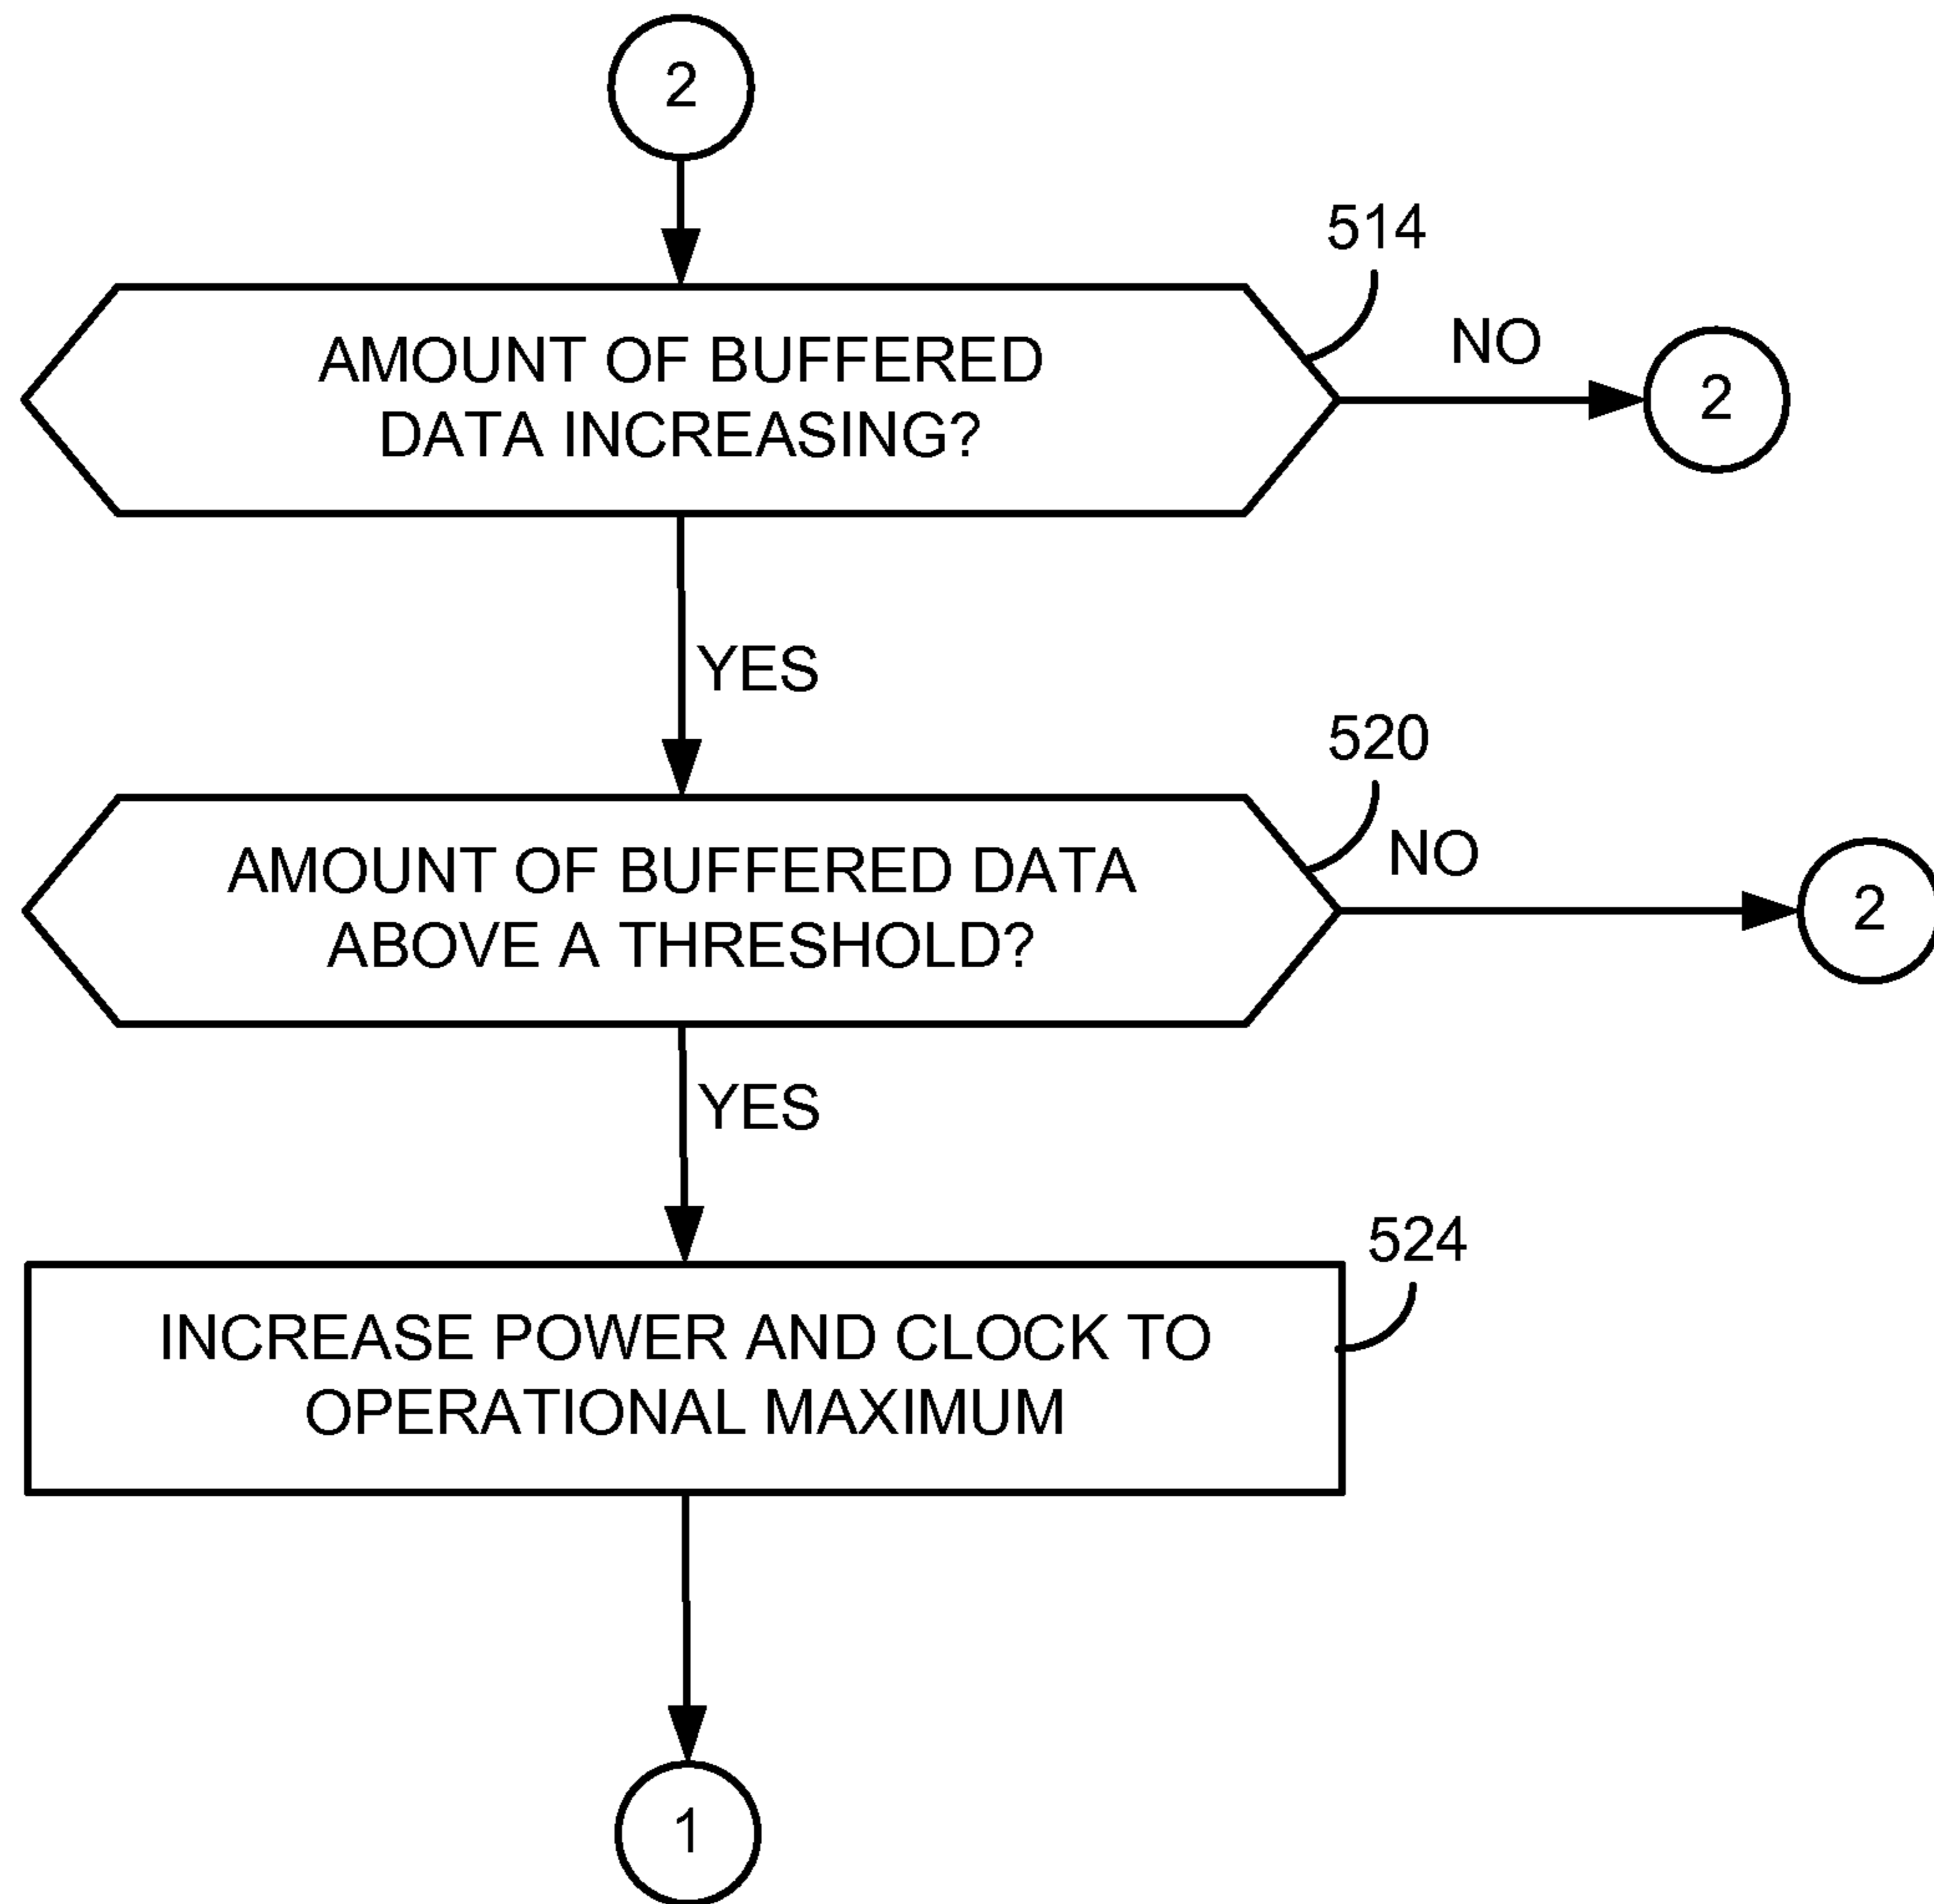 2
514
AMOUNT OF BUFFERED
DATA INCREASING?
NO
2
YES
520
AMOUNT OF BUFFERED DATA
ABOVE A THRESHOLD?
NO
2
YES
524
INCREASE POWER AND CLOCK TO
OPERATIONAL MAXIMUM
1